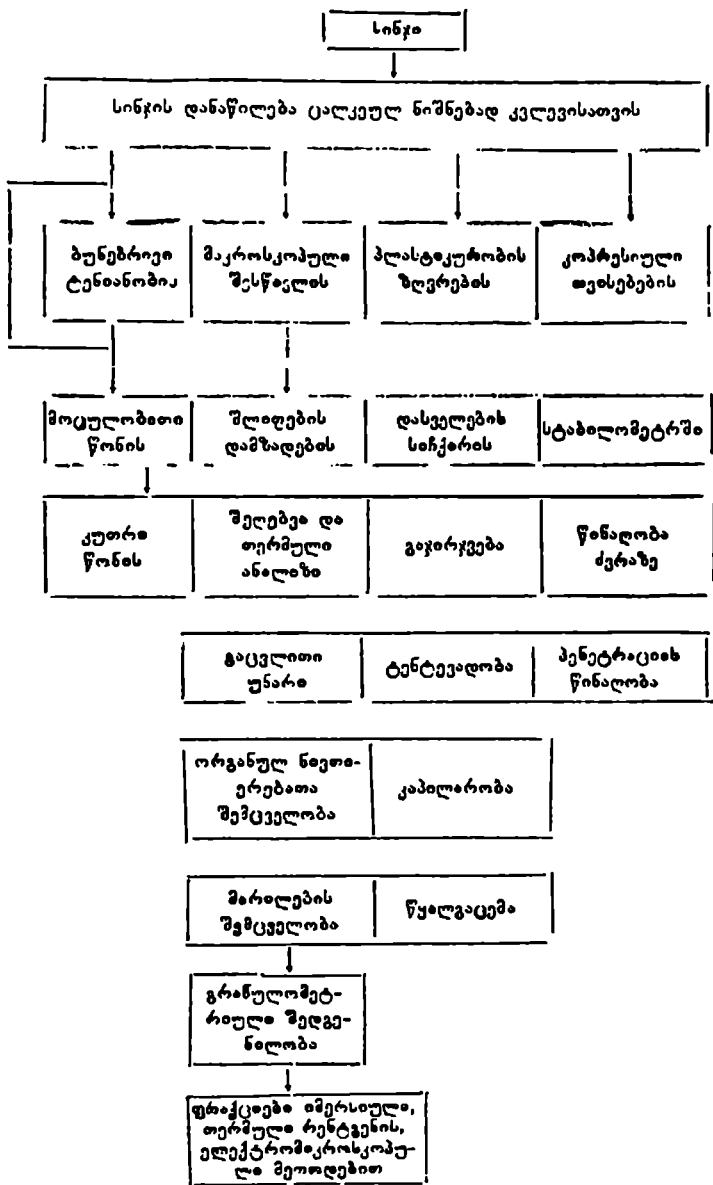 სინჯი
სინჯის დანაწილება ცალკეულ ნიშნებად კვლევისათვის
ბუნებრივი
ტენიანობის
მაკროსკოპული
შესწავლის
პლასტიკურობის
ზღვრების
კოპრესიული
თვისებების
მოცულობითი
წონის
შლიფების
დამზადების
დასველების
სიჩქარის
სტაბილომეტრში
კუთრი
წონის
შეღებვა და
თერმული
ანალიზი
გაჯირჯვება
წინაღობა
ძვრაზე
გაცვლითი
უნარი
ტენტევადობა
პენეტრაციის
წინაღობა
ორგანულ ნივთი-
ერებათა
შემცველობა
კაპილარობა
მარილების
შემცველობა
წყალგაცემა
გრანულომეტ-
რიული შედგე-
ნილობა
ფრაქციები იმერსიული,
თერმული რენტგენის,
ელექტრომიკროსკოპუ-
ლი მეთოდებით